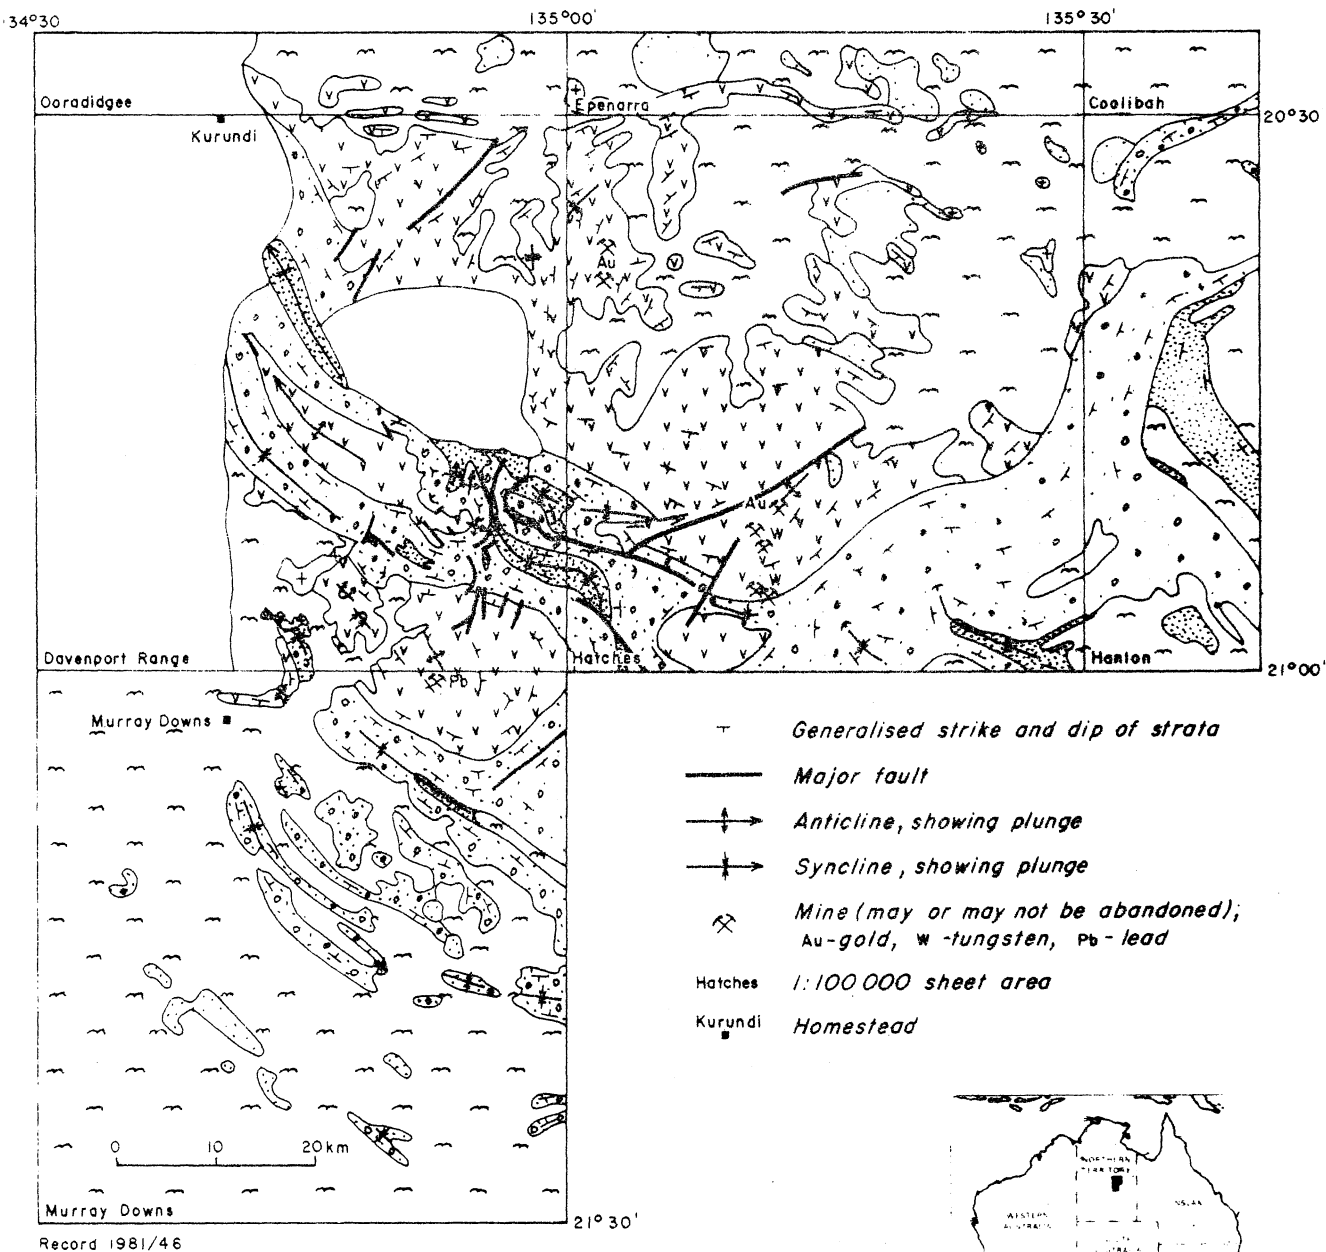 134°30
135°00'
135°30'
Ooradidgee
Epenarra
Coolibah
20°30
Kurundi
Au
Au
W
W
Davenport Range
Hatches
Hanlon
21°00'
Pb
Murray Downs
Generalised strike and dip of strata
Major fault
Anticline, showing plunge
Syncline, showing plunge
Mine (may or may not be abandoned);
Au-gold, W-tungsten, Pb-lead
Hatches 1:100 000 sheet area
Kurundi Homestead
0 10 20km
NORTHERN
TERRITORY
WESTERN
Murray Downs
21°30'
Record 1981/46